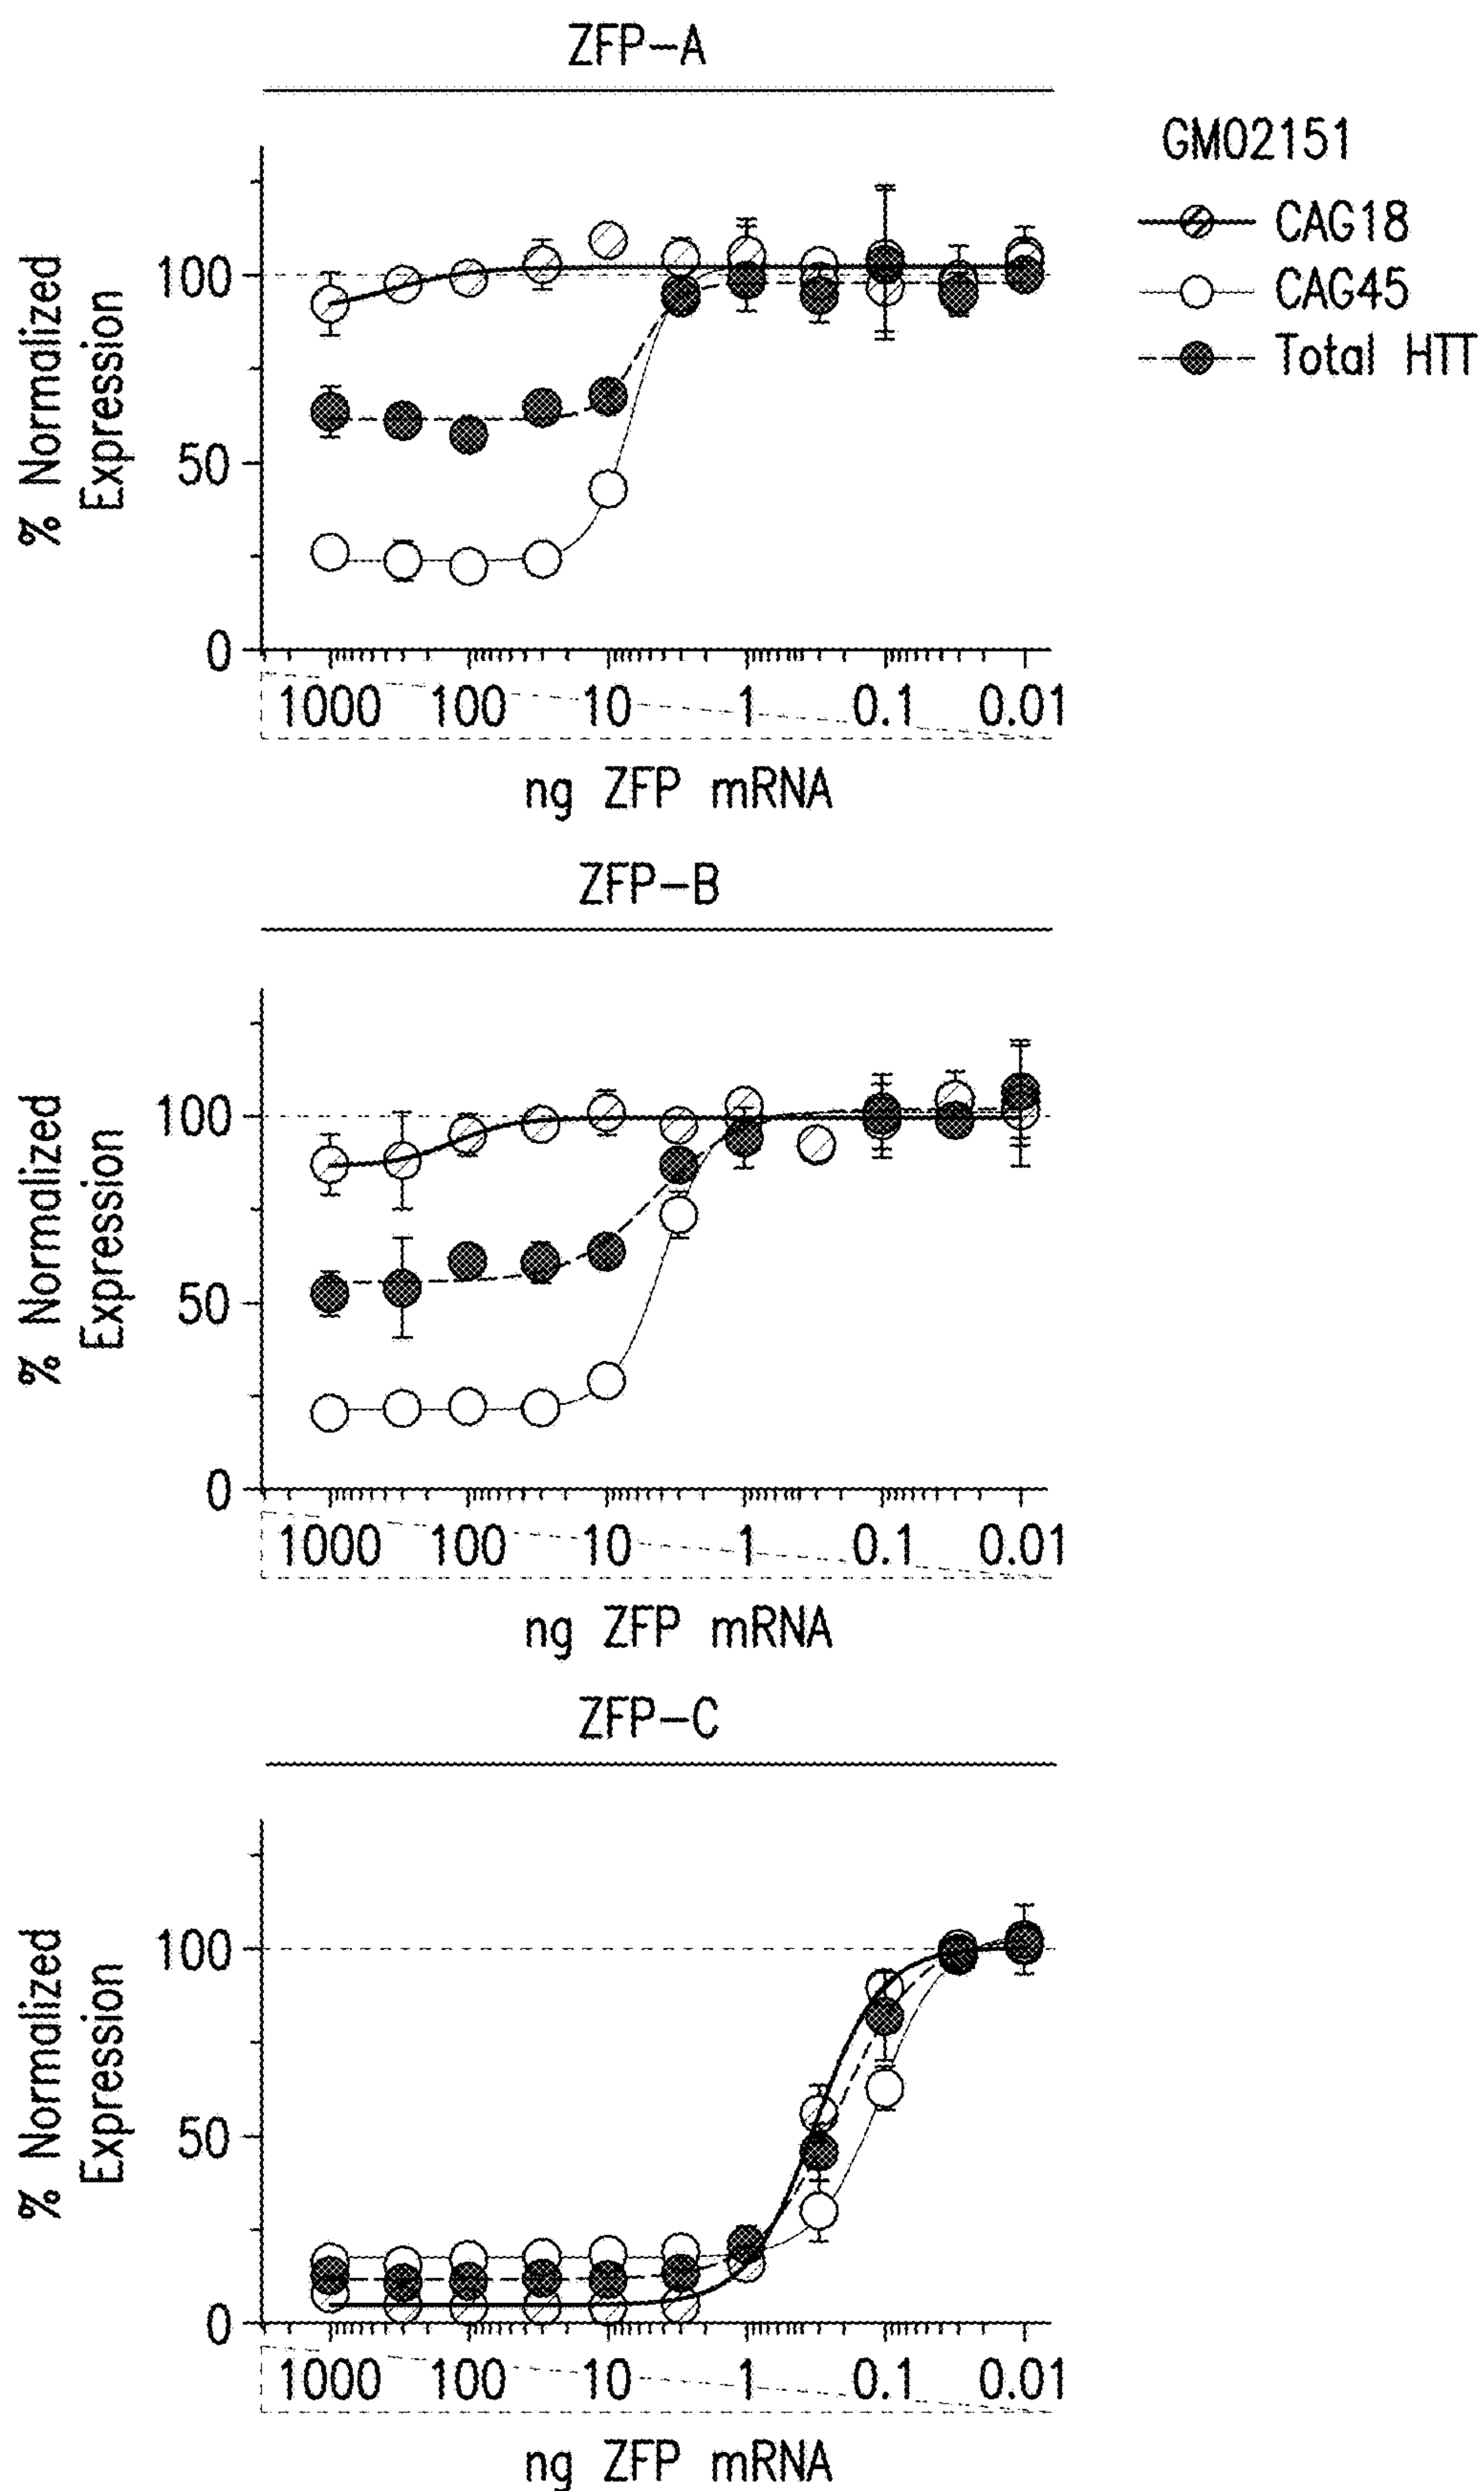 ZFP-A
GM02151
CAG18
CAG45
Total HTT
% Normalized
Expression
100
50
0
1000 100 10 1 0.1 0.01
ng ZFP mRNA
ZFP-B
% Normalized
Expression
100
50
0
1000 100 10 1 0.1 0.01
ng ZFP mRNA
ZFP-C
% Normalized
Expression
100
50
0
1000 100 10 1 0.1 0.01
ng ZFP mRNA